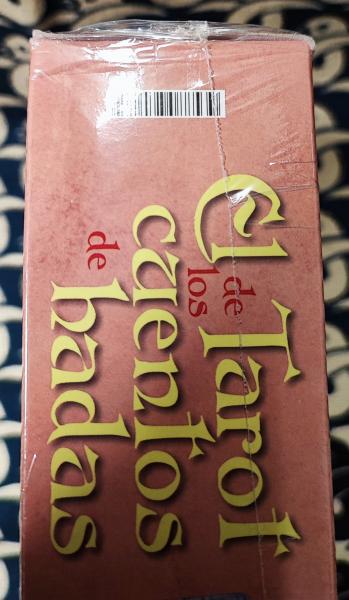 El Tarot
de los
cuentos
de
hadas